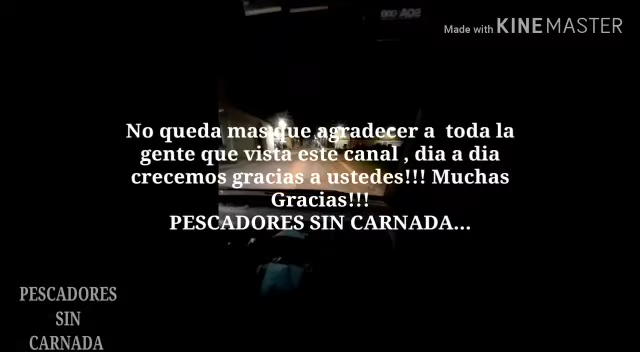 Made with KINEMASTER
No queda mas que agradecer a toda la
gente que vista este canal , dia a dia
crecemos gracias a ustedes!!! Muchas
Gracias!!!
PESCADORES SIN CARNADA...
PESCADORES
SIN
CARNADA